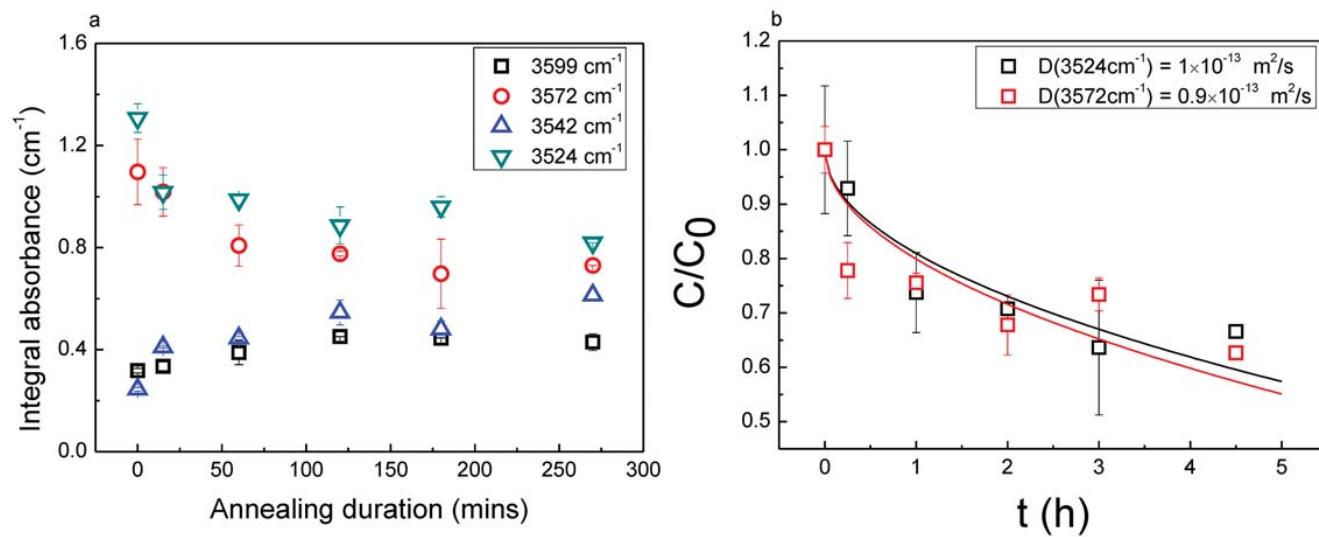 a
1.6
1.2
0.8
0.4
0.0
Integral absorbance (cm⁻¹)
3599 cm⁻¹
3572 cm⁻¹
3542 cm⁻¹
3524 cm⁻¹
0 50 100 150 200 250 300
Annealing duration (mins)
b
1.2
1.1
1.0
0.9
0.8
0.7
0.6
0.5
C/C₀
D(3524cm⁻¹) = 1×10⁻¹³ m²/s
D(3572cm⁻¹) = 0.9×10⁻¹³ m²/s
0 1 2 3 4 5
t (h)